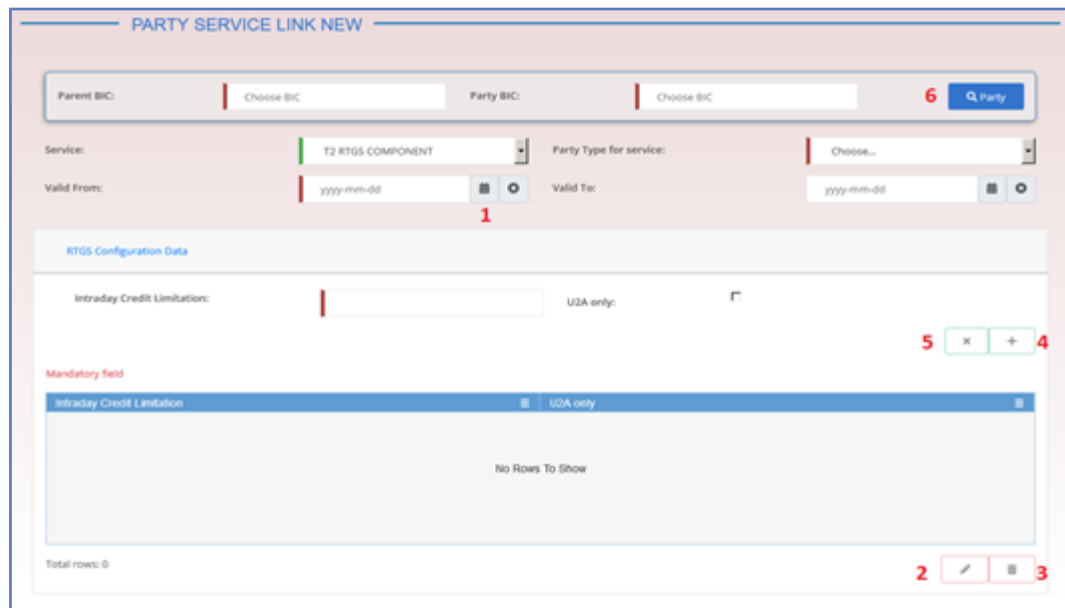 PARTY SERVICE LINK NEW
Parent BIC: Choose BIC Party BIC: Choose BIC 6 Party
Service: T2 RTGS COMPONENT Party Type for service: Choose...
Valid From: yyyy-mm-dd Valid To: yyyy-mm-dd
1
RTGS Configuration Data
Intraday Credit Limitation: U2A only:
5 4
Mandatory field
Intraday Credit Limitation U2A only
No Rows To Show
Total rows: 0
2 3